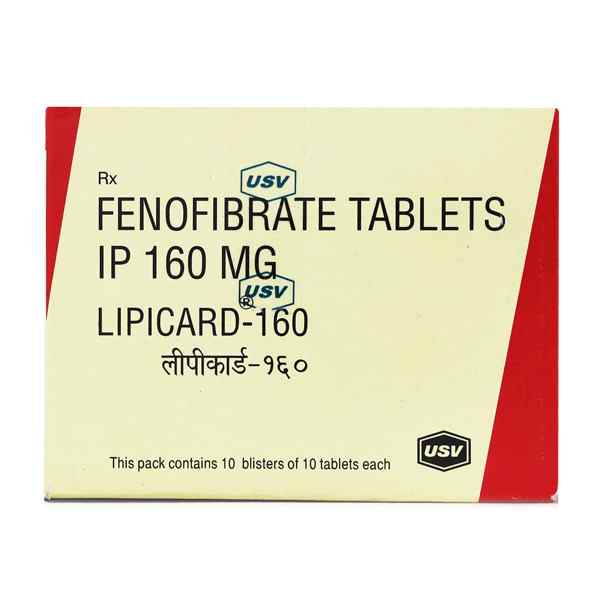 Rx
USV
FENOFIBRATE TABLETS
IP 160 MG
USV
LIPICARD®-160
लीपीकार्ड-१६०
USV
This pack contains 10 blisters of 10 tablets each